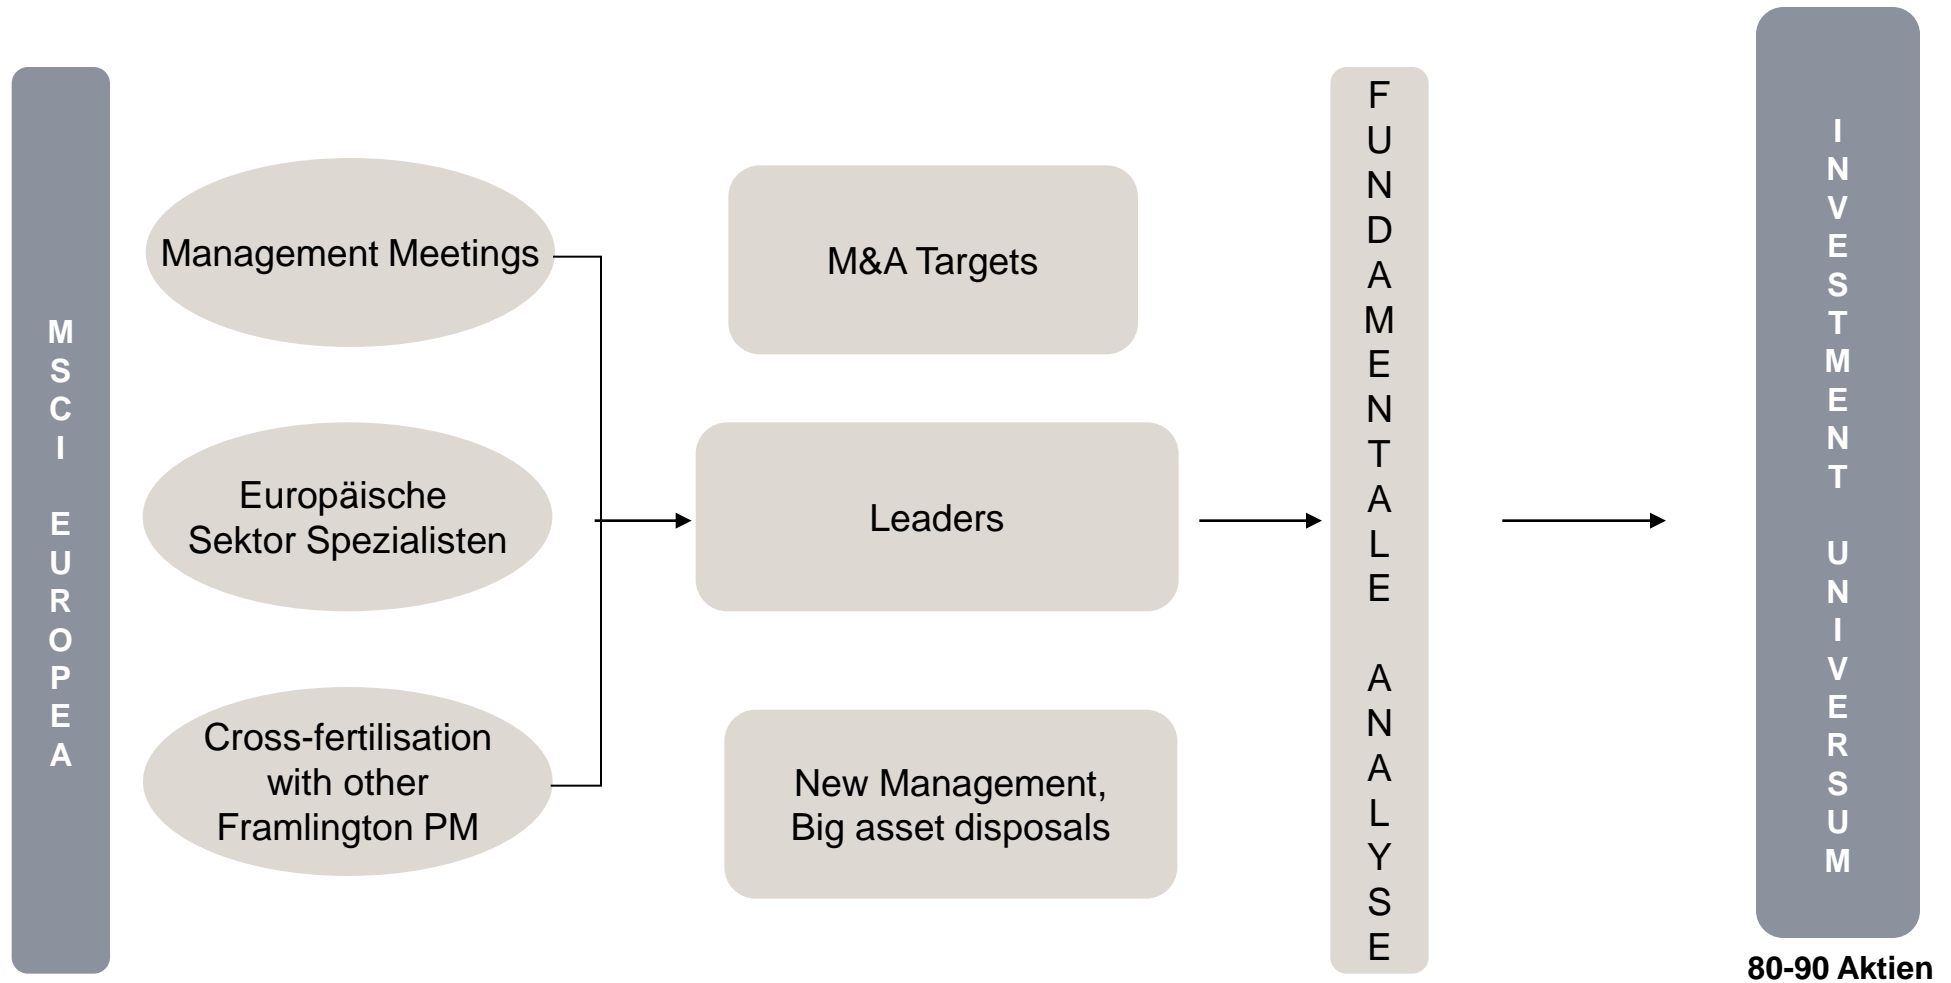 MSCI EUROPEA
Management Meetings
Europäische
Sektor Spezialisten
Cross-fertilisation
with other
Framlington PM
M&A Targets
Leaders
New Management,
Big asset disposals
FUNDAMENTALE ANALYSE
INVESTMENT UNIVERSUM
80-90 Aktien